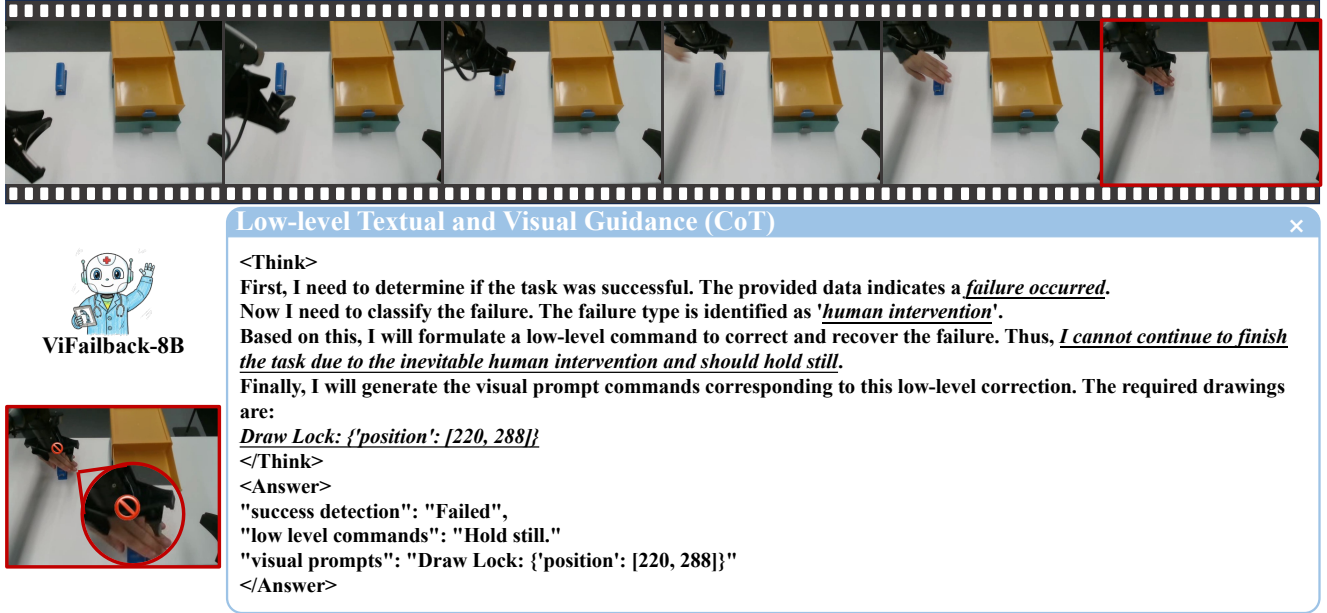 Low-level Textual and Visual Guidance (CoT)
×
<Think>
First, I need to determine if the task was successful. The provided data indicates a failure occurred.
Now I need to classify the failure. The failure type is identified as 'human intervention'.
Based on this, I will formulate a low-level command to correct and recover the failure. Thus, I cannot continue to finish
the task due to the inevitable human intervention and should hold still.
Finally, I will generate the visual prompt commands corresponding to this low-level correction. The required drawings
are:
Draw Lock: {'position': [220, 288]}
</Think>
<Answer>
"success detection": "Failed",
"low level commands": "Hold still."
"visual prompts": "Draw Lock: {'position': [220, 288]}"
</Answer>
ViFailback-8B